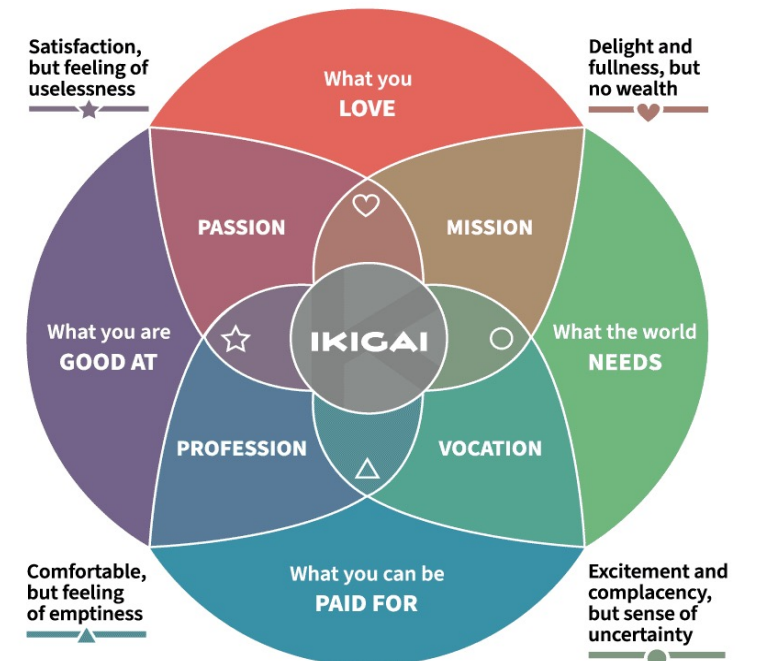 Satisfaction,
but feeling of
uselessness
Delight and
fullness, but
no wealth
What you
LOVE
PASSION
MISSION
What you are
GOOD AT
IKIGAI
What the world
NEEDS
PROFESSION
VOCATION
What you can be
PAID FOR
Comfortable,
but feeling
of emptiness
Excitement and
complacency,
but sense of
uncertainty